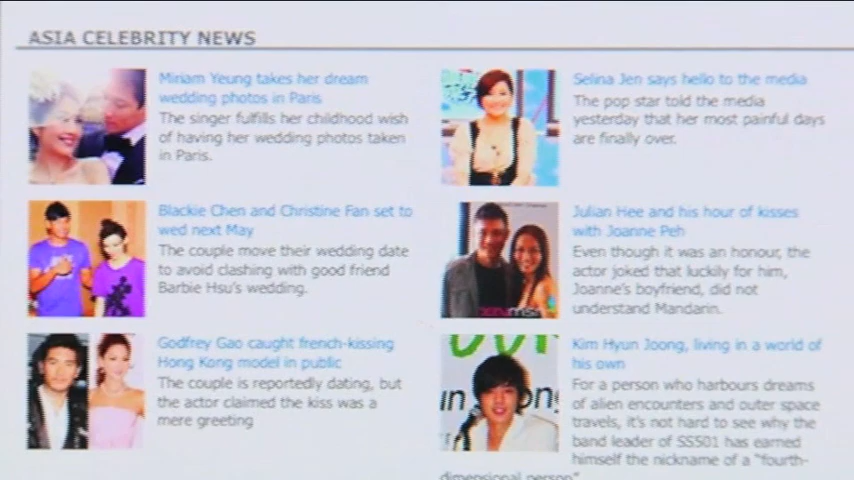 ASIA CELEBRITY NEWS
Miriam Yeung takes her dream
wedding photos in Paris
The singer fulfills her childhood wish
of having her wedding photos taken
in Paris.
Blackie Chen and Christine Fan set to
wed next May
The couple move their wedding date
to avoid clashing with good friend
Barbie Hsu's wedding.
Godfrey Gao caught french-kissing
Hong Kong model in public
The couple is reportedly dating, but
the actor claimed the kiss was a
mere greeting
Selina Jen says hello to the media
The pop star told the media
yesterday that her most painful days
are finally over.
Julian Hee and his hour of kisses
with Joanne Peh
Even though it was an honour, the
actor joked that luckily for him,
Joanne's boyfriend, did not
understand Mandarin.
Kim Hyun Joong, living in a world of
his own
For a person who harbours dreams
of alien encounters and outer space
travels, it's not hard to see why the
band leader of SS501 has earned
himself the nickname of a "fourth-
dimensional person"